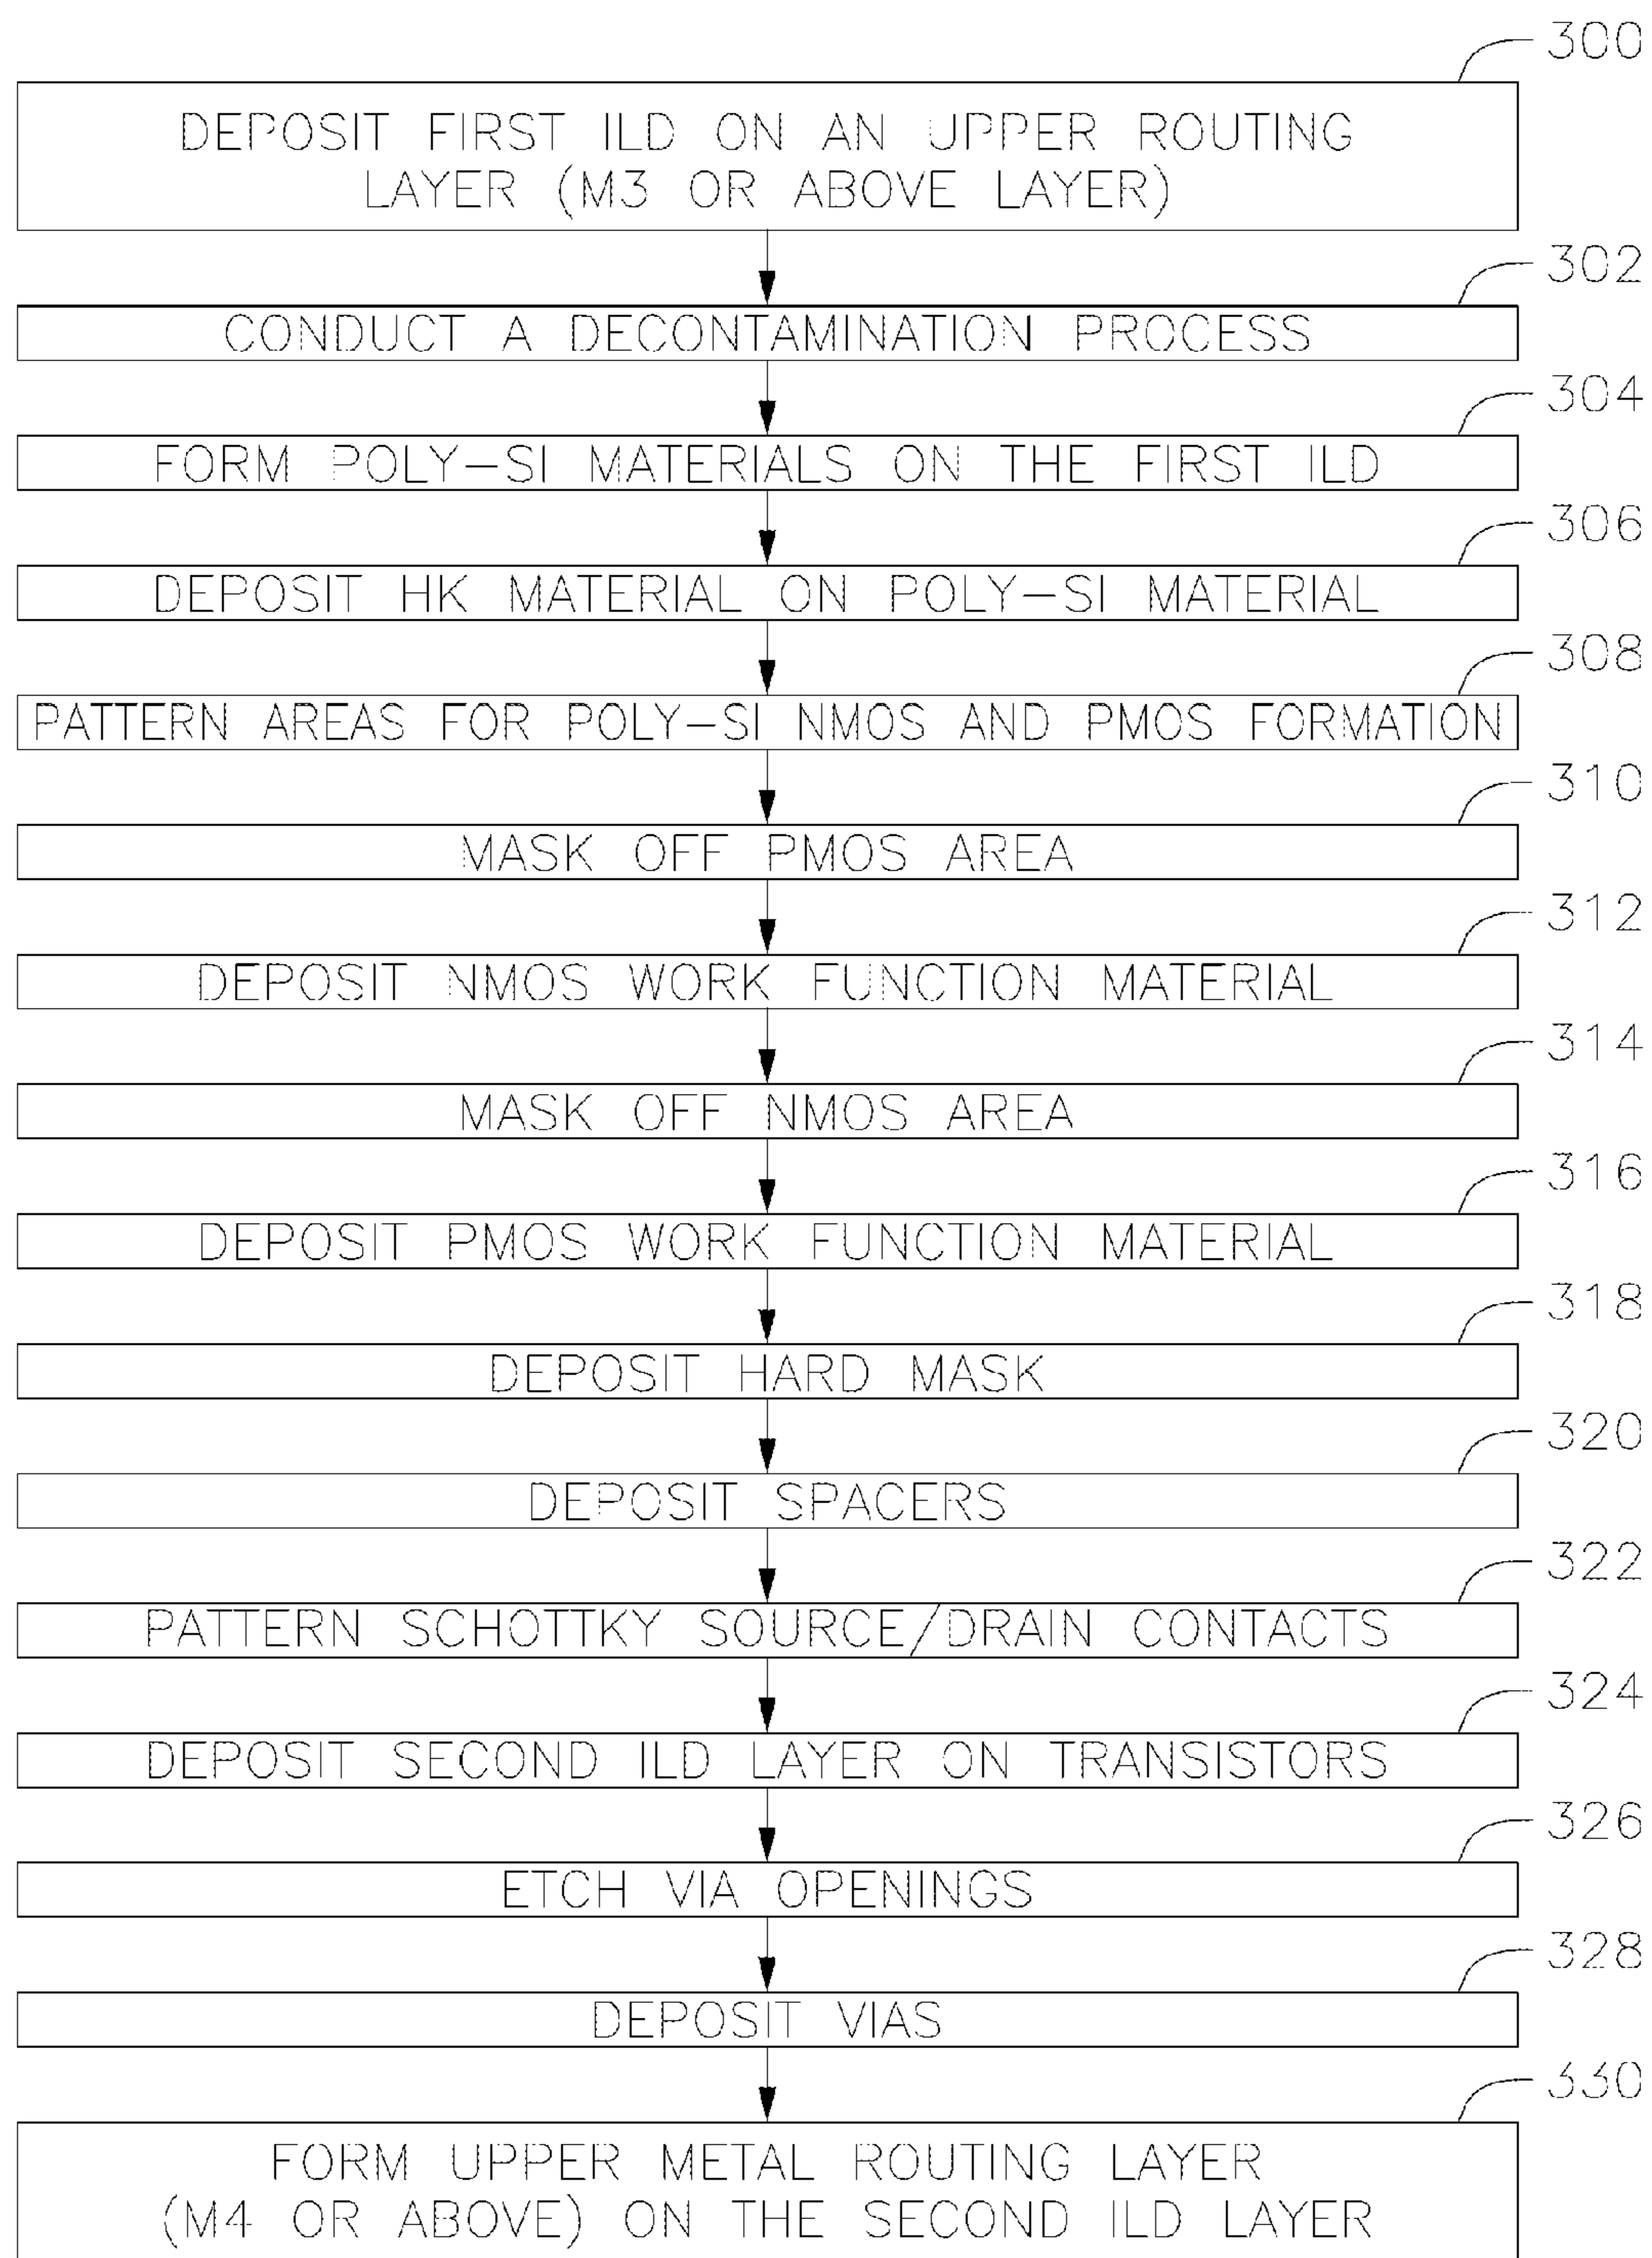 300
DEPOSIT FIRST ILD ON AN UPPER ROUTING
LAYER (M3 OR ABOVE LAYER)
302
CONDUCT A DECONTAMINATION PROCESS
304
FORM POLY-SI MATERIALS ON THE FIRST ILD
306
DEPOSIT HK MATERIAL ON POLY-SI MATERIAL
308
PATTERN AREAS FOR POLY-SI NMOS AND PMOS FORMATION
310
MASK OFF PMOS AREA
312
DEPOSIT NMOS WORK FUNCTION MATERIAL
314
MASK OFF NMOS AREA
316
DEPOSIT PMOS WORK FUNCTION MATERIAL
318
DEPOSIT HARD MASK
320
DEPOSIT SPACERS
322
PATTERN SCHOTTKY SOURCE/DRAIN CONTACTS
324
DEPOSIT SECOND ILD LAYER ON TRANSISTORS
326
ETCH VIA OPENINGS
328
DEPOSIT VIAS
330
FORM UPPER METAL ROUTING LAYER
(M4 OR ABOVE) ON THE SECOND ILD LAYER